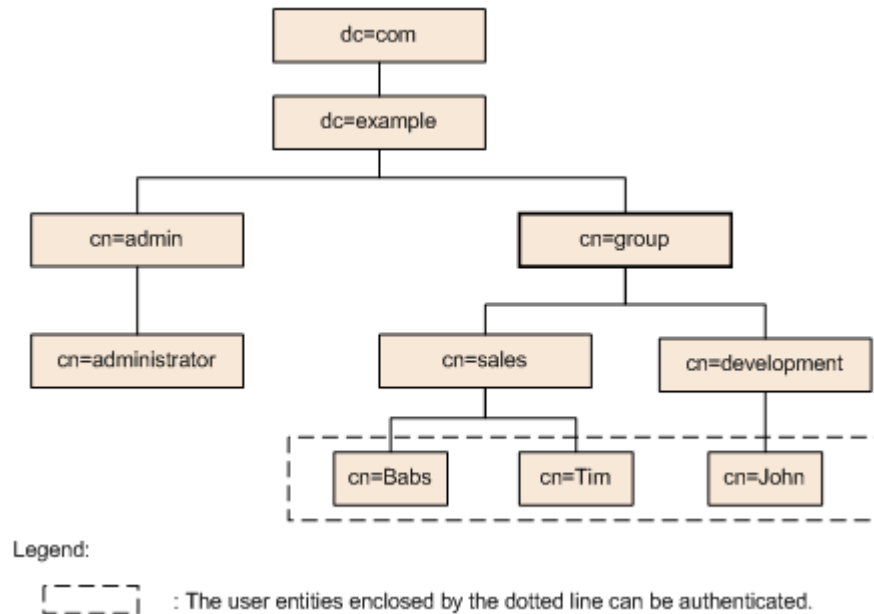 dc=com
dc=example
cn=admin
cn=group
cn=administrator
cn=sales
cn=development
cn=Babs
cn=Tim
cn=John
Legend:
: The user entities enclosed by the dotted line can be authenticated.